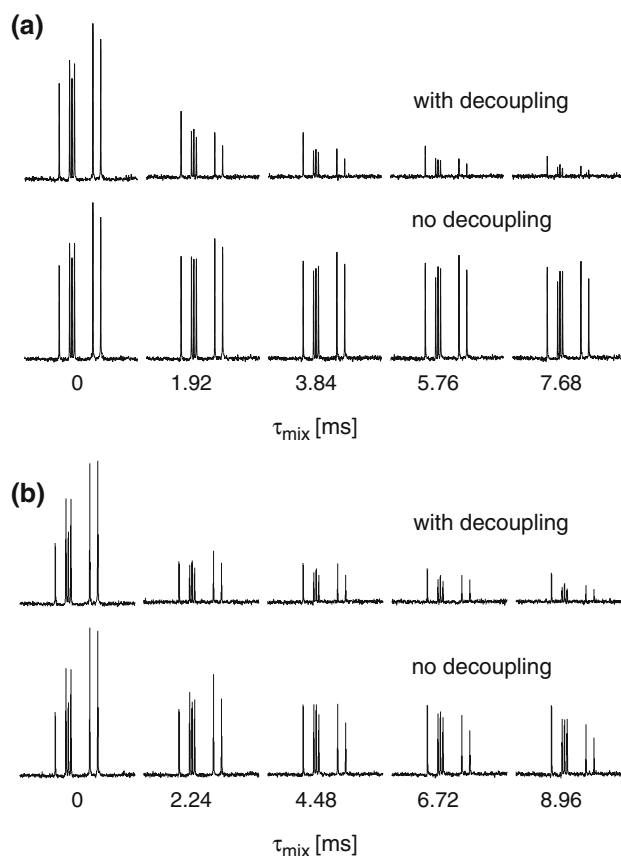 (a)
with decoupling
no decoupling
0 1.92 3.84 5.76 7.68
τmix [ms]
(b)
with decoupling
no decoupling
0 2.24 4.48 6.72 8.96
τmix [ms]